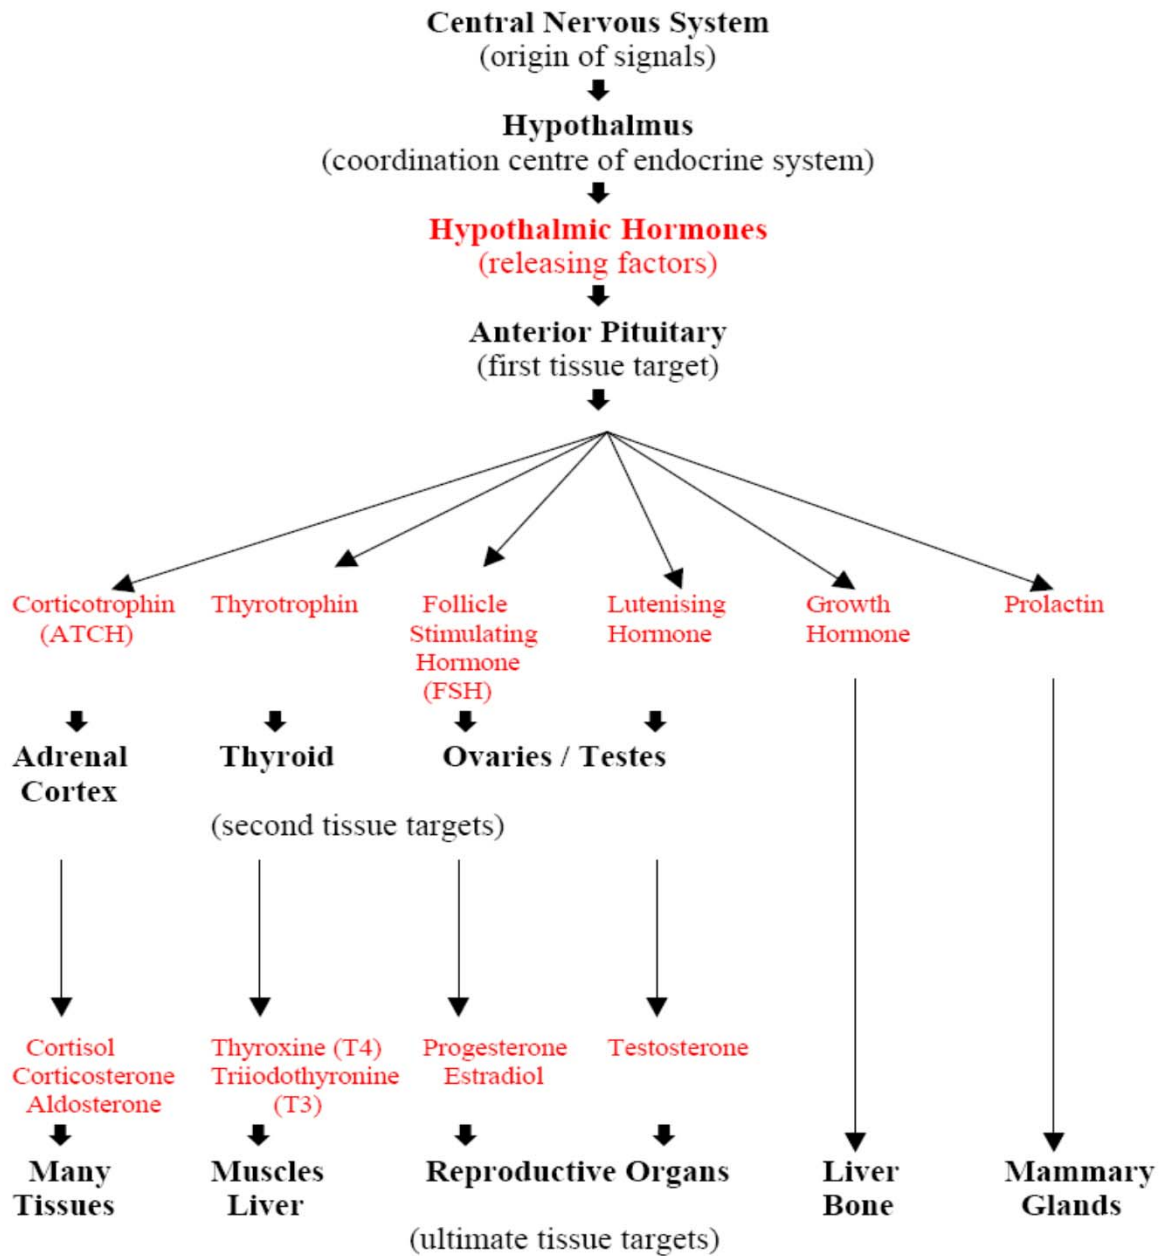 Central Nervous System
(origin of signals)
Hypothalmus
(coordination centre of endocrine system)
Hypothalmic Hormones
(releasing factors)
Anterior Pituitary
(first tissue target)
Corticotrophin
(ATCH)
Thyrotrophin
Follicle
Stimulating
Hormone
(FSH)
Lutenising
Hormone
Growth
Hormone
Prolactin
Adrenal
Cortex
Thyroid
Ovaries / Testes
(second tissue targets)
Cortisol
Corticosterone
Aldosterone
Thyroxine (T4)
Triiodothyronine
(T3)
Progesterone
Estradiol
Testosterone
Many
Tissues
Muscles
Liver
Reproductive Organs
Liver
Bone
Mammary
Glands
(ultimate tissue targets)